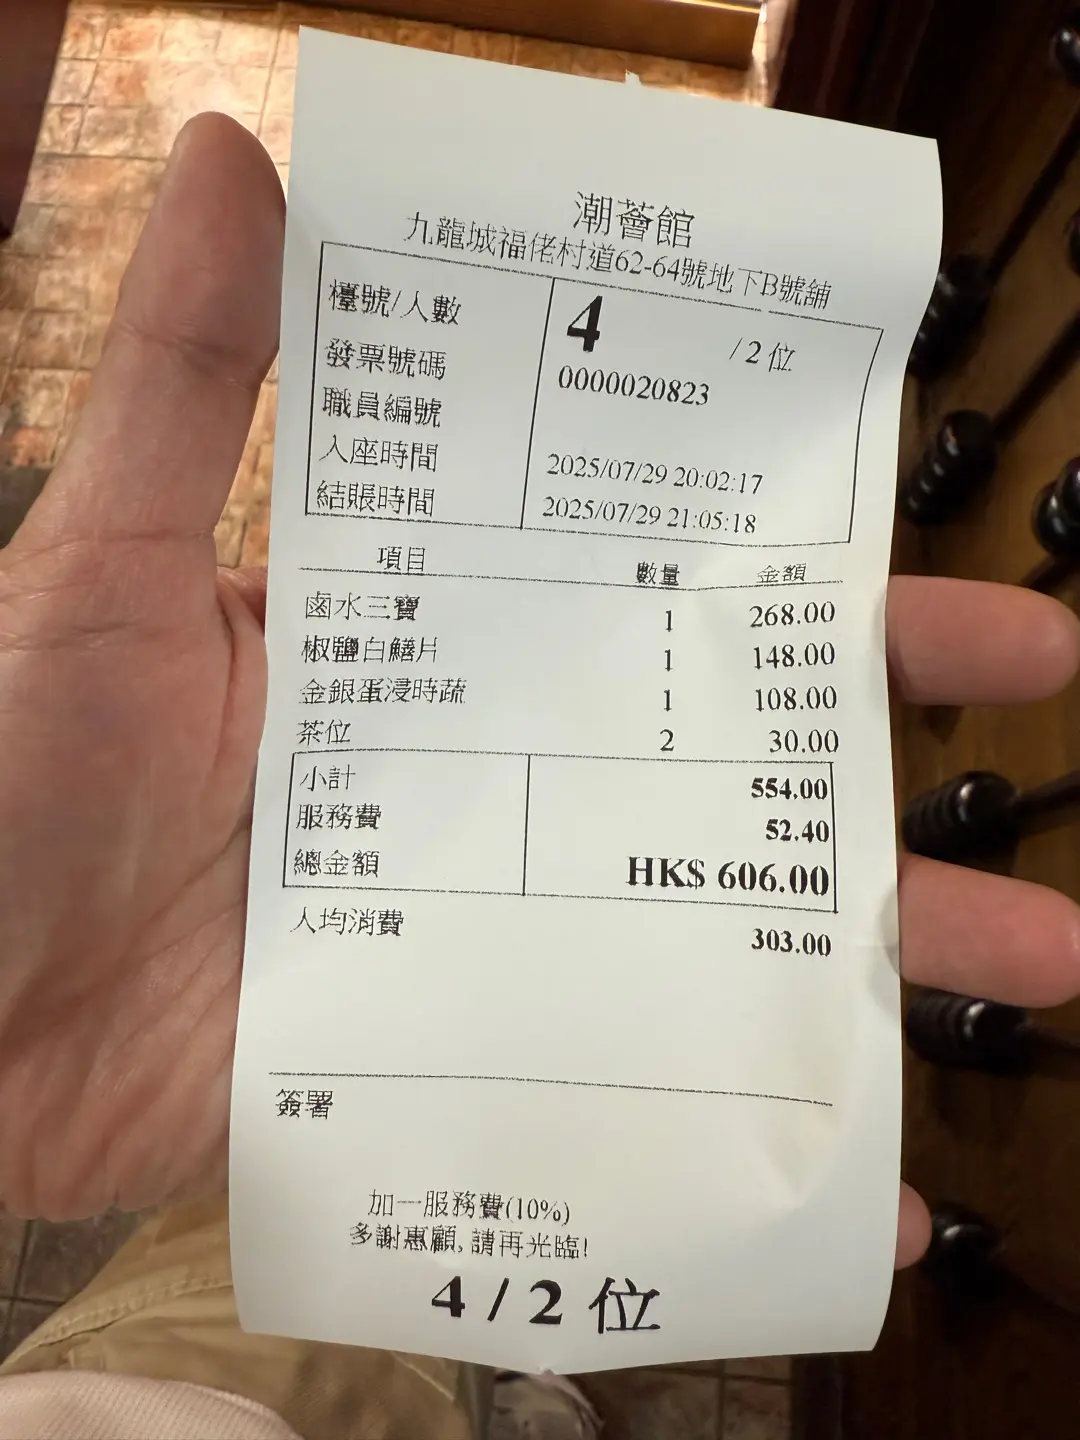 潮薈館
九龍城福佬村道62-64號地下B號舖
檯號/人數 4 /2位
發票號碼 0000020823
職員編號
入座時間 2025/07/29 20:02:17
結賬時間 2025/07/29 21:05:18
項目 數量 金額
鹵水三寶 1 268.00
椒鹽白鱔片 1 148.00
金銀蛋浸時蔬 1 108.00
茶位 2 30.00
小計 554.00
服務費 52.40
總金額 HK$ 606.00
人均消費 303.00
簽署
加一服務費(10%)
多謝惠顧,請再光臨!
4 / 2 位